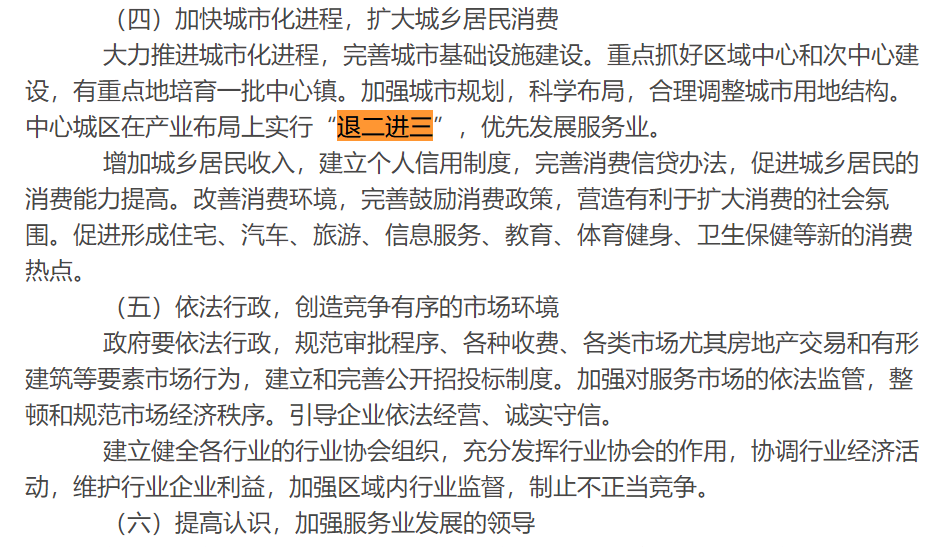 （四）加快城市化进程，扩大城乡居民消费
大力推进城市化进程，完善城市基础设施建设。重点抓好区域中心和次中心建
设，有重点地培育一批中心镇。加强城市规划，科学布局，合理调整城市用地结构。
中心城区在产业布局上实行“退二进三”，优先发展服务业。
增加城乡居民收入，建立个人信用制度，完善消费信贷办法，促进城乡居民的
消费能力提高。改善消费环境，完善鼓励消费政策，营造有利于扩大消费的社会氛
围。促进形成住宅、汽车、旅游、信息服务、教育、体育健身、卫生保健等新的消费
热点。
（五）依法行政，创造竞争有序的市场环境
政府要依法行政，规范审批程序、各种收费、各类市场尤其房地产交易和有形
建筑等要素市场行为，建立和完善公开招投标制度。加强对服务市场的依法监管，整
顿和规范市场经济秩序。引导企业依法经营、诚实守信。
建立健全各行业的行业协会组织，充分发挥行业协会的作用，协调行业经济活
动，维护行业企业利益，加强区域内行业监督，制止不正当竞争。
（六）提高认识，加强服务业发展的领导